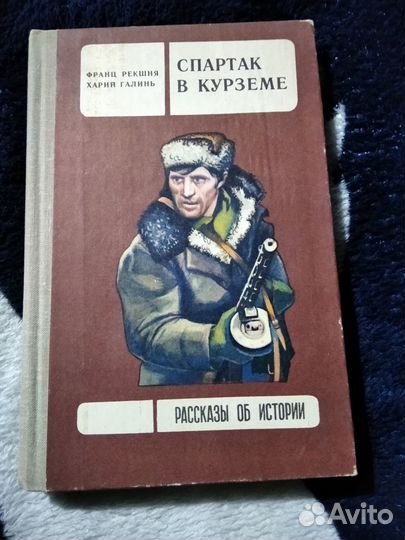 ФРАНЦ РЕКШНЯ
ХАРИЙ ГАЛИНЬ
СПАРТАК
В КУРЗЕМЕ
РАССКАЗЫ ОБ ИСТОРИИ
Avito